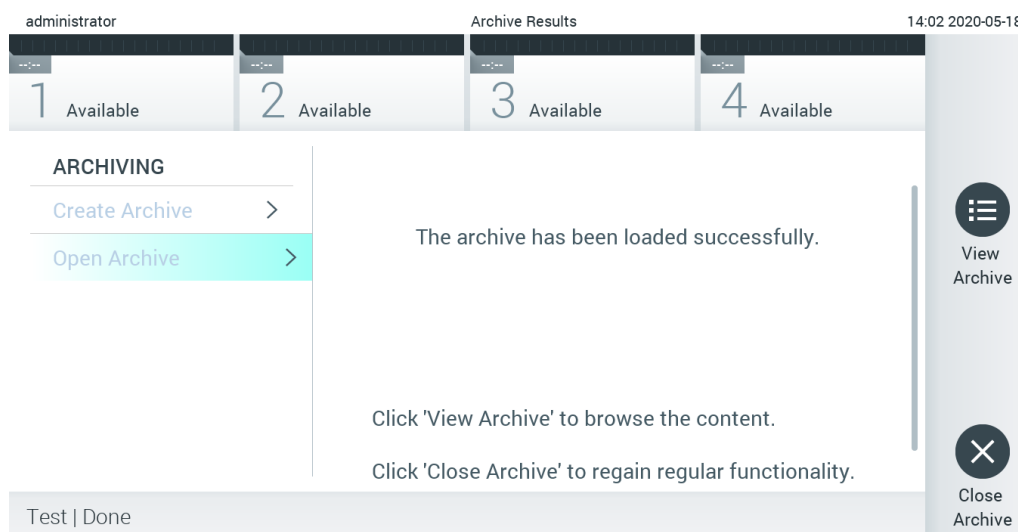 administrator Archive Results 14:02 2020-05-18
--:-- --:-- --:-- --:--
1 Available 2 Available 3 Available 4 Available
ARCHIVING
Create Archive
Open Archive
The archive has been loaded successfully.
Click 'View Archive' to browse the content.
Click 'Close Archive' to regain regular functionality.
View
Archive
Close
Archive
Test | Done